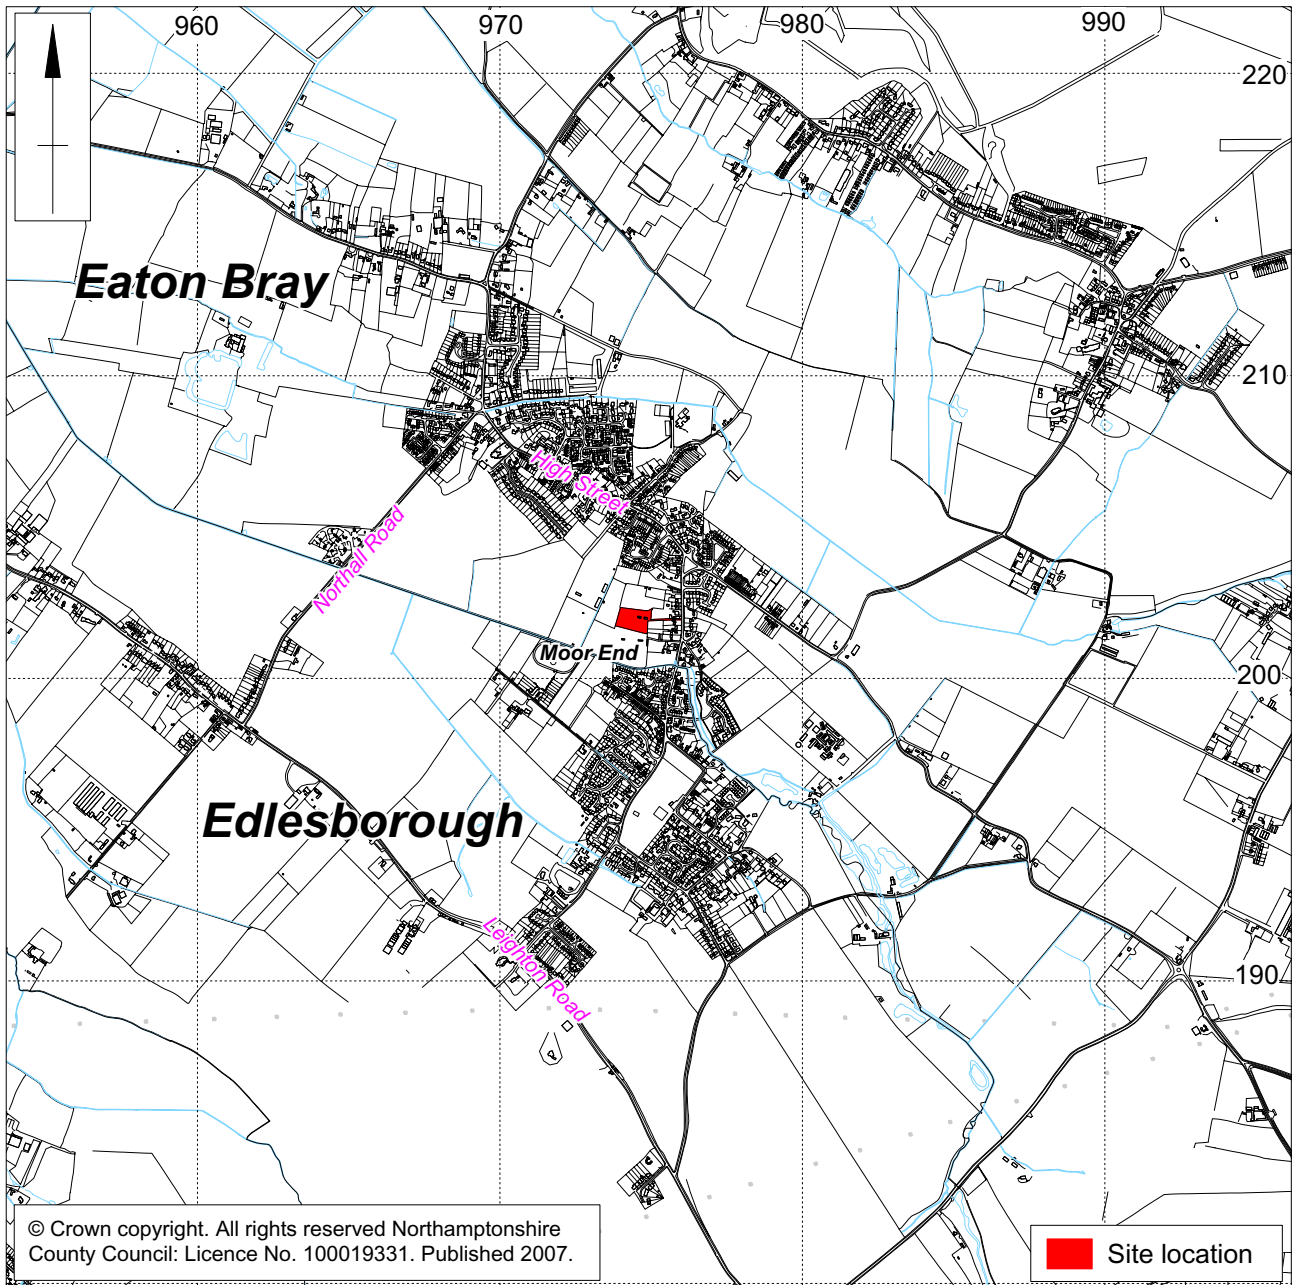 960
970
980
990
220
Eaton Bray
210
High Street
Northall Road
Moor End
200
Edlesborough
Leighton Road
190
© Crown copyright. All rights reserved Northamptonshire
County Council: Licence No. 100019331. Published 2007.
Site location